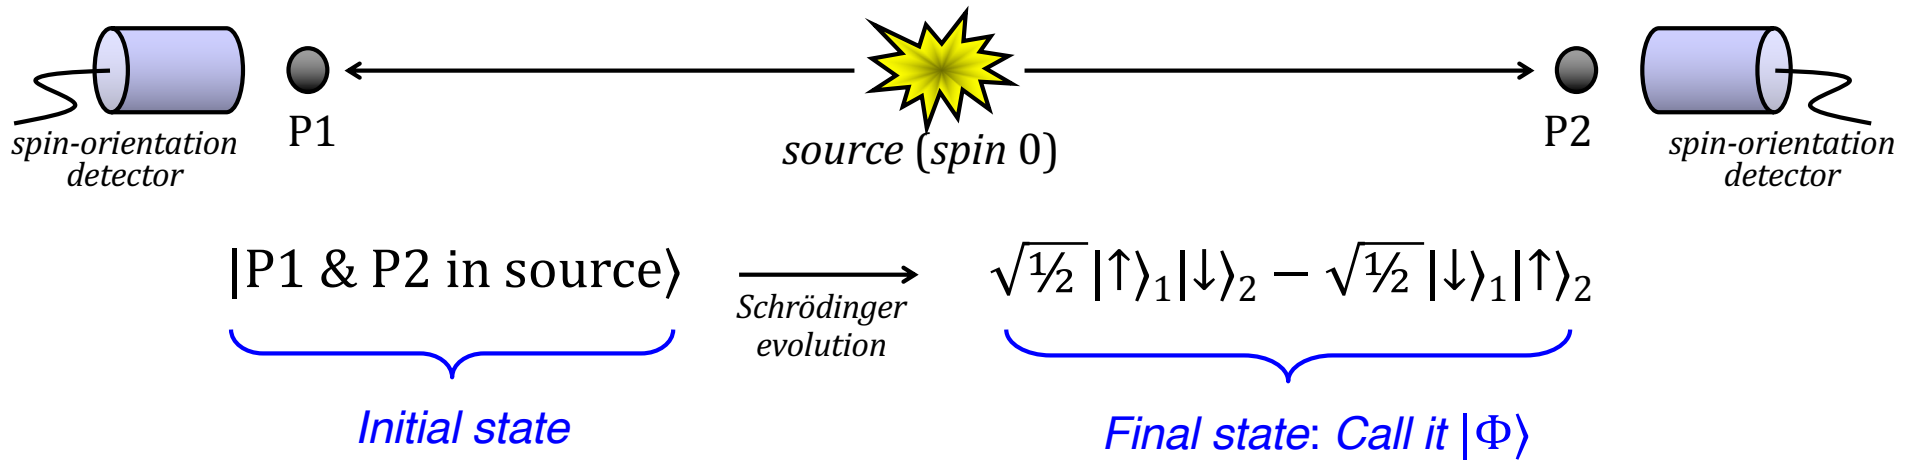 P1
P2
spin-orientation
detector
source (spin 0)
spin-orientation
detector
|P1 & P2 in source⟩
Schrödinger
evolution
√½ |↑⟩₁|↓⟩₂ − √½ |↓⟩₁|↑⟩₂
Initial state
Final state: Call it |Φ⟩